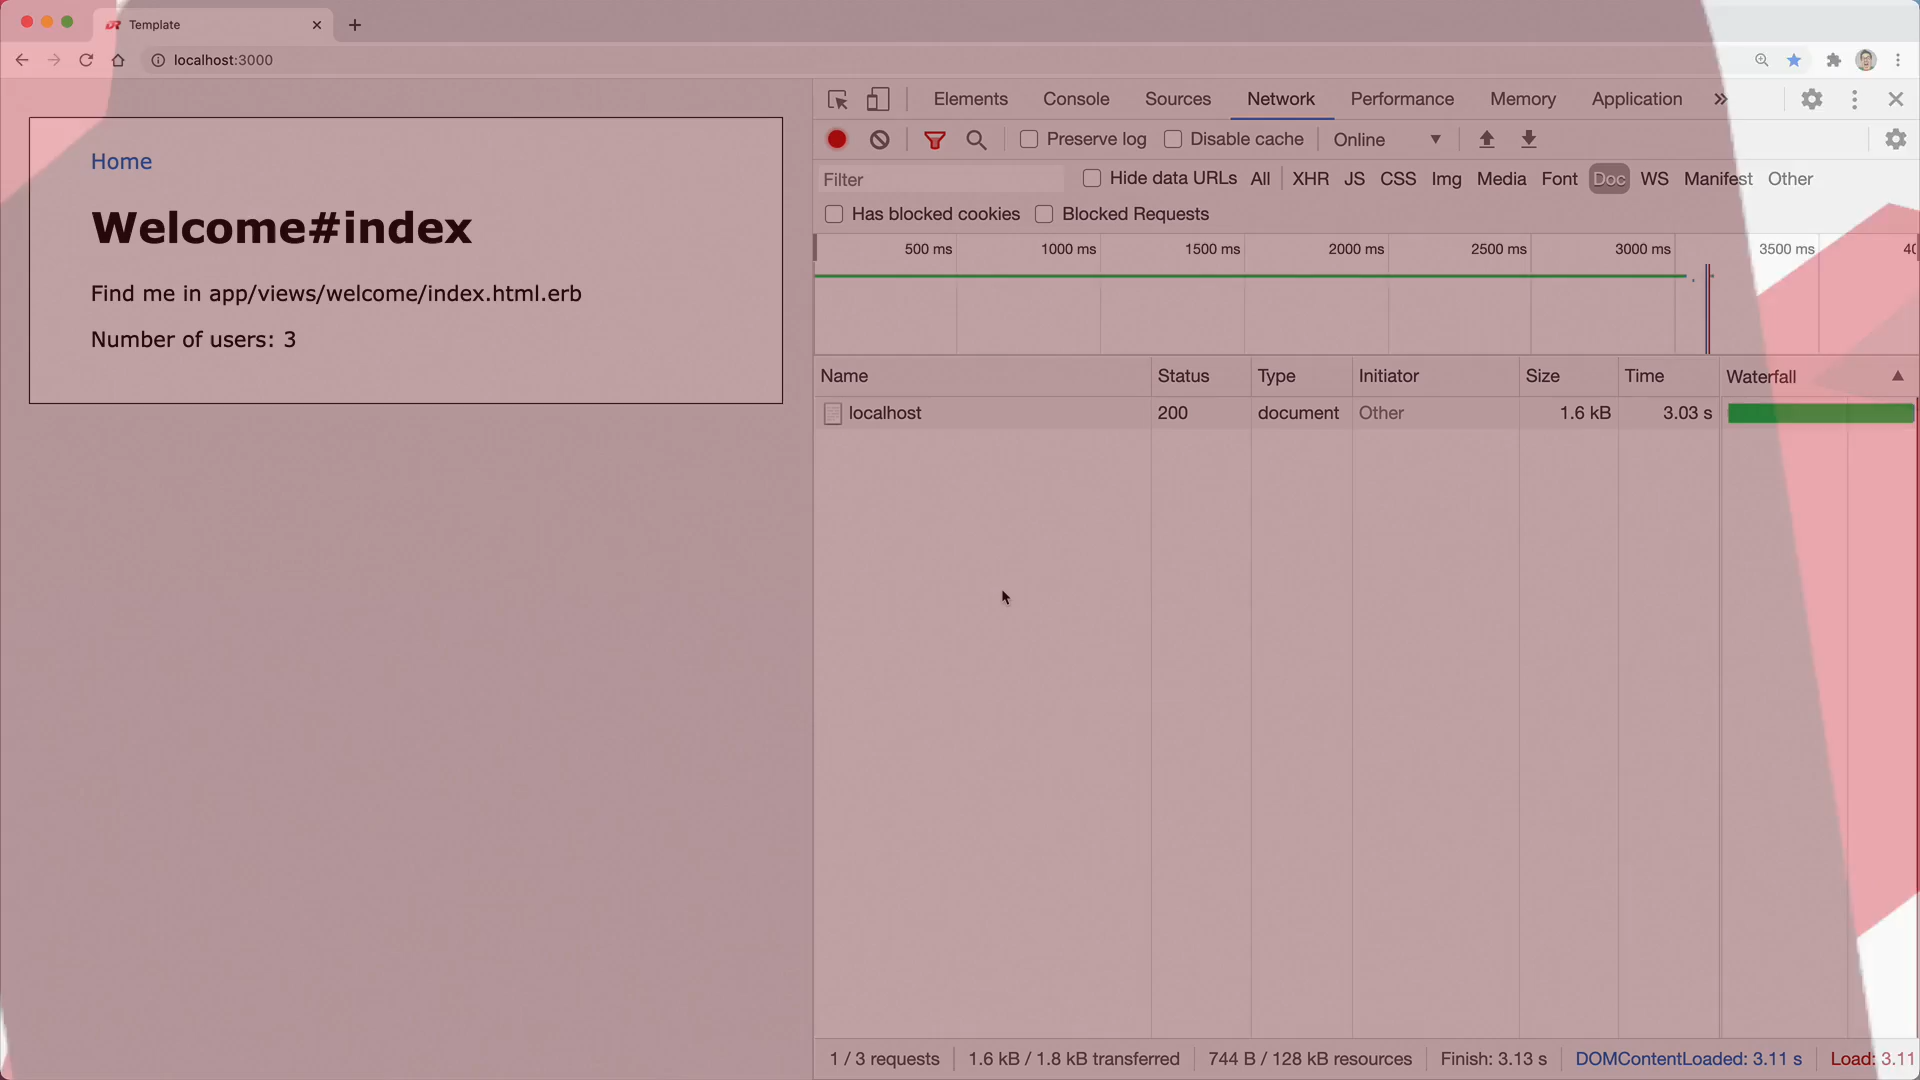 Template
localhost:3000
Elements Console Sources Network Performance Memory Application
Preserve log Disable cache Online
Filter Hide data URLs All XHR JS CSS Img Media Font Doc WS Manifest Other
Has blocked cookies Blocked Requests
500 ms 1000 ms 1500 ms 2000 ms 2500 ms 3000 ms 3500 ms
Home
Welcome#index
Find me in app/views/welcome/index.html.erb
Number of users: 3
Name Status Type Initiator Size Time Waterfall
localhost 200 document Other 1.6 kB 3.03 s
1 / 3 requests 1.6 kB / 1.8 kB transferred 744 B / 128 kB resources Finish: 3.13 s DOMContentLoaded: 3.11 s Load: 3.11